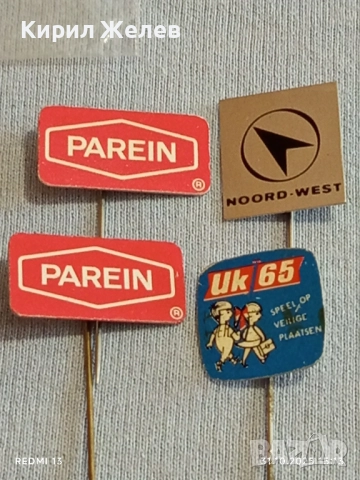 Кирил Желев
PAREIN
®
NOORD-WEST
PAREIN
®
Uk 65
SPEEL OP
VEILIGE
PLAATSEN
REDMI 13